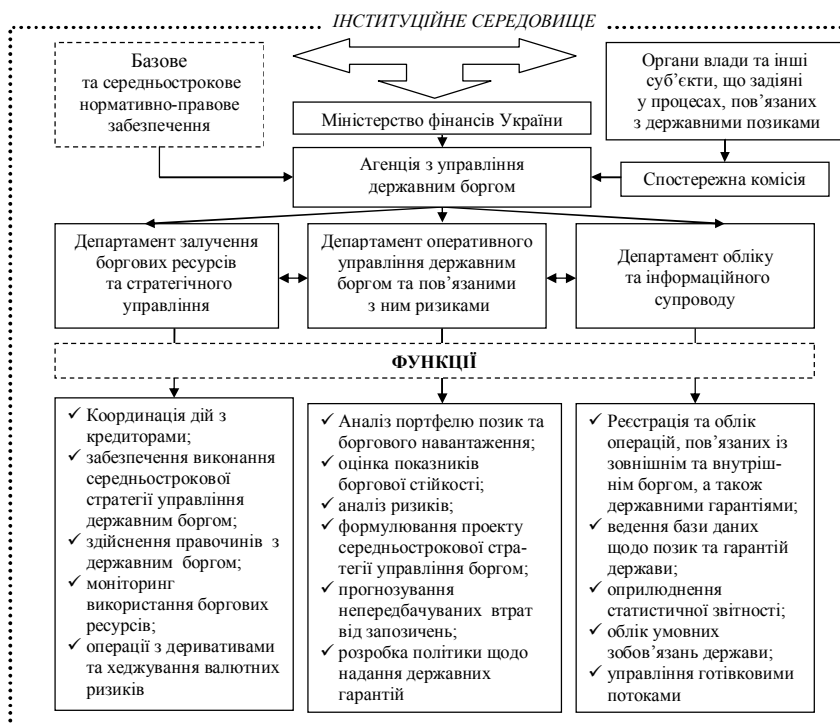 ІНСТИТУЦІЙНЕ СЕРЕДОВИЩЕ
Базове
та середньострокове
нормативно-правове
забезпечення
Органи влади та інші
суб’єкти, що задіяні
у процесах, пов’язаних
з державними позиками
Міністерство фінансів України
Агенція з управління
державним боргом
Спостережна комісія
Департамент залучення
боргових ресурсів
та стратегічного
управління
Департамент оперативного
управління державним
боргом та пов’язаними
з ним ризиками
Департамент обліку
та інформаційного
супроводу
ФУНКЦІЇ
✓ Координація дій з
кредиторами;
✓ забезпечення виконання
середньострокової
стратегії управління
державним боргом;
✓ здійснення правочинів з
державним боргом;
✓ моніторинг
використання боргових
ресурсів;
✓ операції з деривативами
та хеджування валютних
ризиків
✓ Аналіз портфелю позик та
боргового навантаження;
✓ оцінка показників
боргової стійкості;
✓ аналіз ризиків;
✓ формулювання проекту
середньострокової стра-
тегії управління боргом;
✓ прогнозування
непередбачуваних втрат
від запозичень;
✓ розробка політики щодо
надання державних
гарантій
✓ Реєстрація та облік
операцій, пов’язаних із
зовнішнім та внутріш-
нім боргом, а також
державними гарантіями;
✓ ведення бази даних
щодо позик та гарантій
держави;
✓ оприлюднення
статистичної звітності;
✓ облік умовних
зобов’язань держави;
✓ управління готівковими
потоками